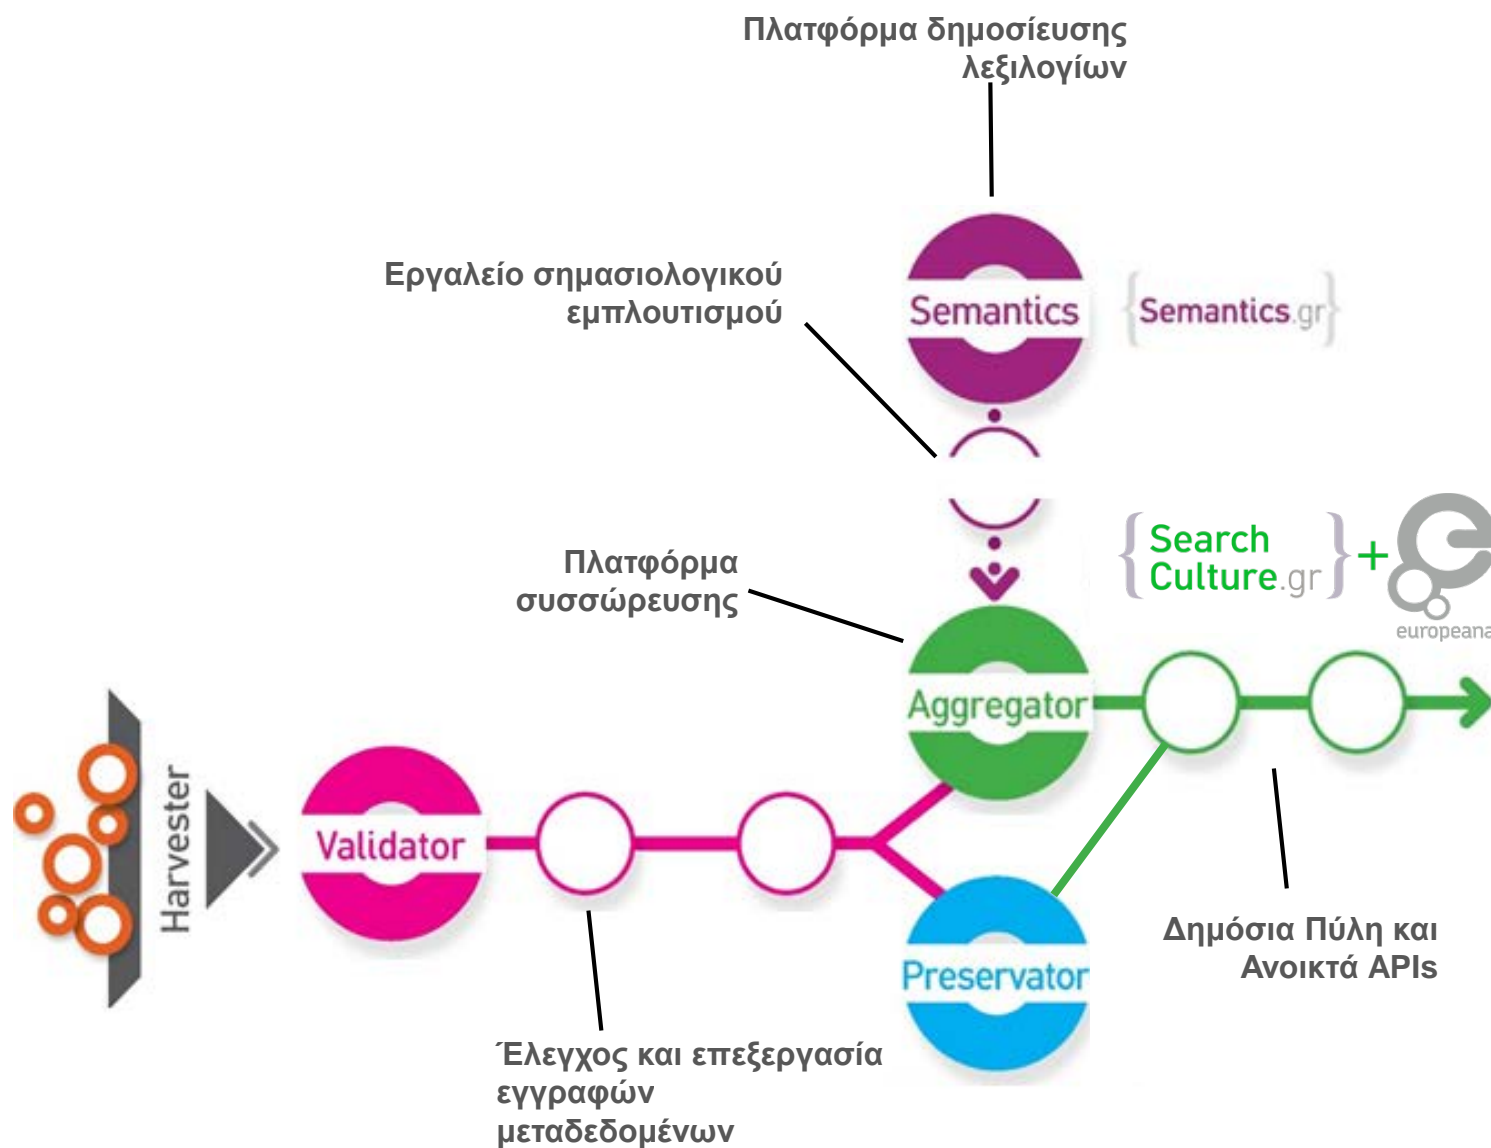 Πλατφόρμα δημοσίευσης
λεξιλογίων
Εργαλείο σημασιολογικού
εμπλουτισμού
Semantics
{Semantics.gr}
Πλατφόρμα
συσσώρευσης
{Search
Culture.gr}+
europeana
Aggregator
Harvester
Validator
Preservator
Δημόσια Πύλη και
Ανοικτά APIs
Έλεγχος και επεξεργασία
εγγραφών
μεταδεδομένων